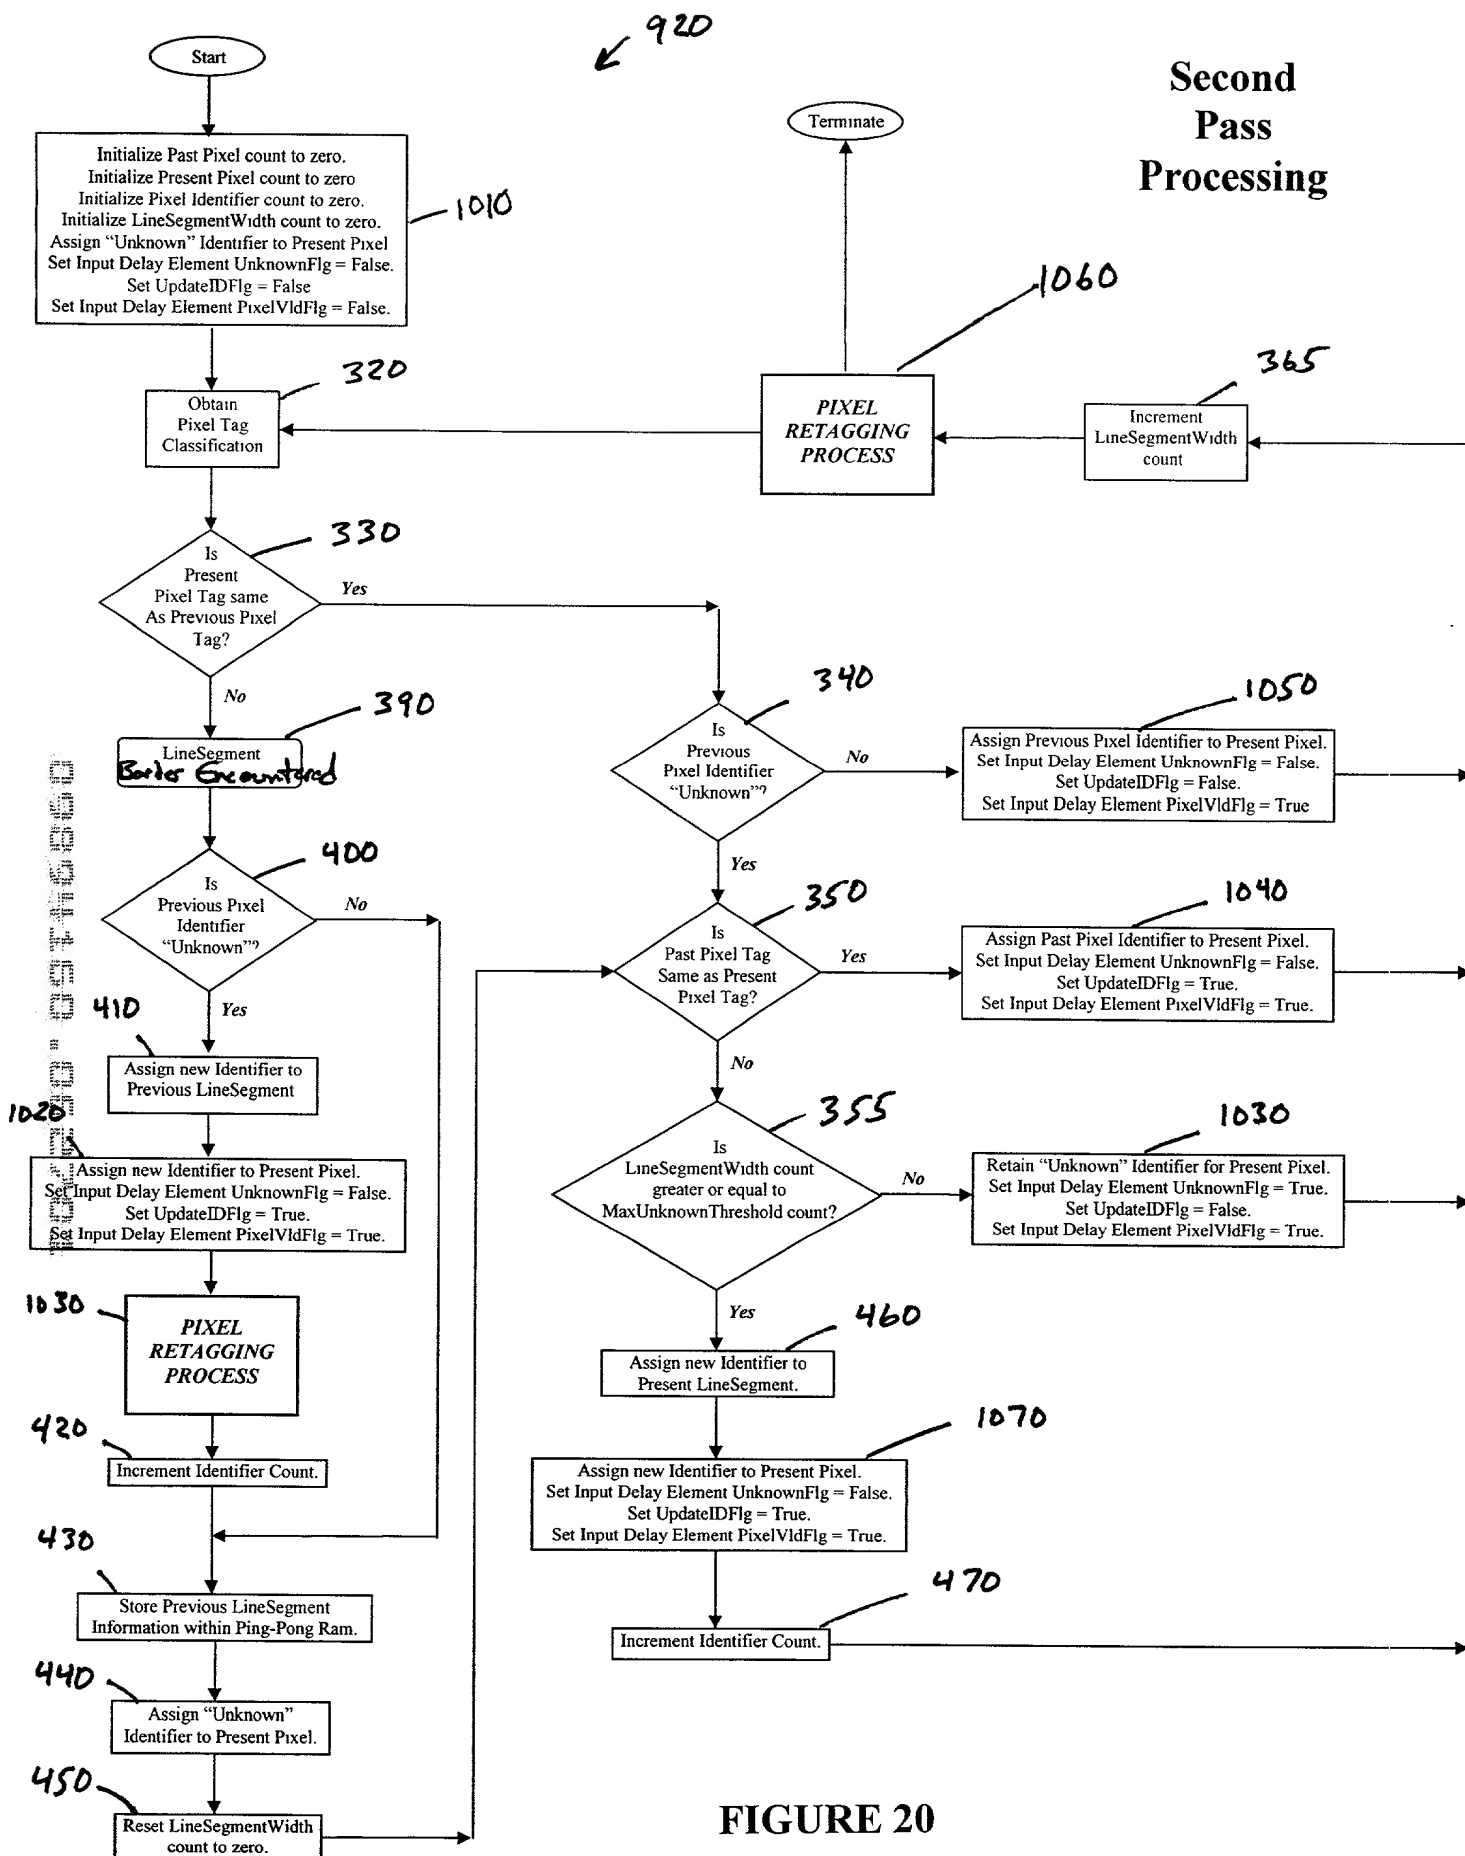 920
Start
Second
Pass
Processing
Terminate
Initialize Past Pixel count to zero.
Initialize Present Pixel count to zero
Initialize Pixel Identifier count to zero.
Initialize LineSegmentWidth count to zero.
Assign “Unknown” Identifier to Present Pixel
Set Input Delay Element UnknownFlg = False.
Set UpdateIDFlg = False
Set Input Delay Element PixelVldFlg = False.
1010
1060
320
Obtain
Pixel Tag
Classification
PIXEL
RETAGGING
PROCESS
365
Increment
LineSegmentWidth
count
330
Is
Present
Pixel Tag same
As Previous Pixel
Tag?
Yes
No
390
LineSegment
Border Encountered
340
Is
Previous
Pixel Identifier
“Unknown”?
No
Yes
1050
Assign Previous Pixel Identifier to Present Pixel.
Set Input Delay Element UnknownFlg = False.
Set UpdateIDFlg = False.
Set Input Delay Element PixelVldFlg = True
400
Is
Previous Pixel
Identifier
“Unknown”?
No
Yes
350
Is
Past Pixel Tag
Same as Present
Pixel Tag?
Yes
No
1040
Assign Past Pixel Identifier to Present Pixel.
Set Input Delay Element UnknownFlg = False.
Set UpdateIDFlg = True.
Set Input Delay Element PixelVldFlg = True.
410
Assign new Identifier to
Previous LineSegment
1020
Assign new Identifier to Present Pixel.
Set Input Delay Element UnknownFlg = False.
Set UpdateIDFlg = True.
Set Input Delay Element PixelVldFlg = True.
355
Is
LineSegmentWidth count
greater or equal to
MaxUnknownThreshold count?
No
Yes
1030
Retain “Unknown” Identifier for Present Pixel.
Set Input Delay Element UnknownFlg = True.
Set UpdateIDFlg = False.
Set Input Delay Element PixelVldFlg = True.
1030
PIXEL
RETAGGING
PROCESS
460
Assign new Identifier to
Present LineSegment.
420
Increment Identifier Count.
1070
Assign new Identifier to Present Pixel.
Set Input Delay Element UnknownFlg = False.
Set UpdateIDFlg = True.
Set Input Delay Element PixelVldFlg = True.
430
Store Previous LineSegment
Information within Ping-Pong Ram.
470
Increment Identifier Count.
440
Assign “Unknown”
Identifier to Present Pixel.
450
Reset LineSegmentWidth
count to zero.
FIGURE 20